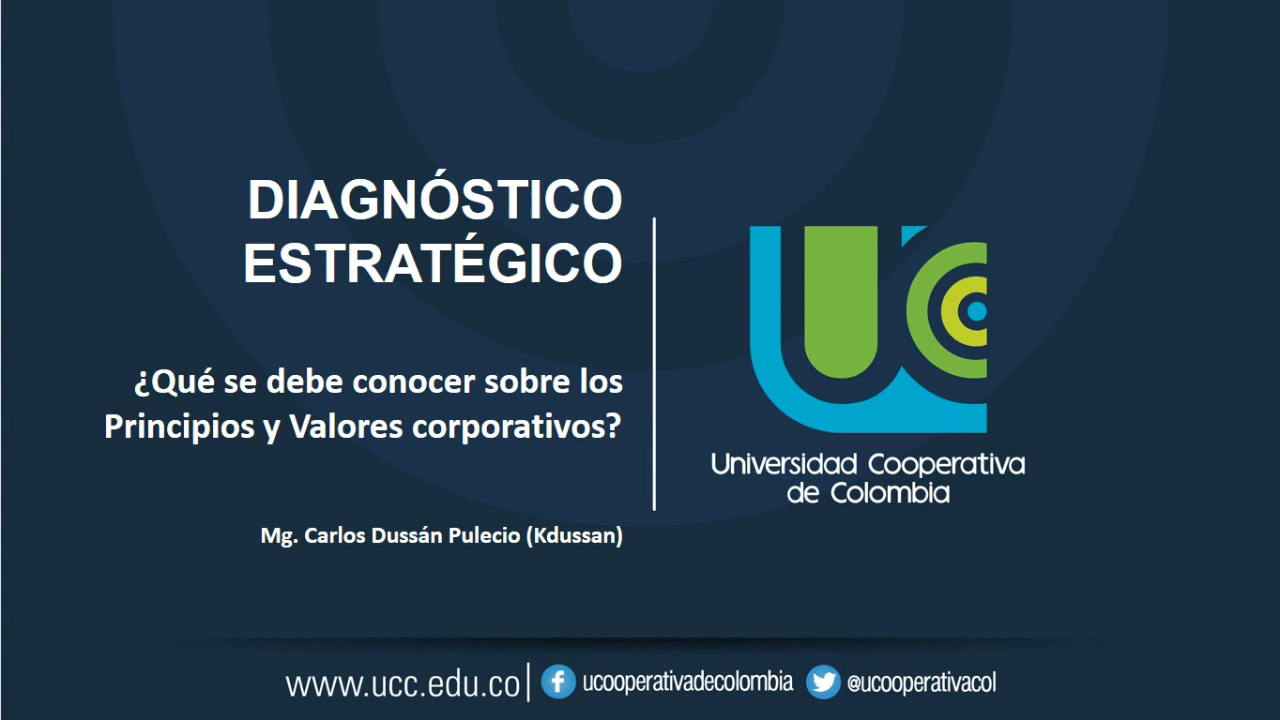 DIAGNÓSTICO
ESTRATÉGICO
¿Qué se debe conocer sobre los
Principios y Valores corporativos?
Mg. Carlos Dussán Pulecio (Kdussan)
UC
Universidad Cooperativa
de Colombia
www.ucc.edu.co
ucooperativadecolombia
@ucooperativacol